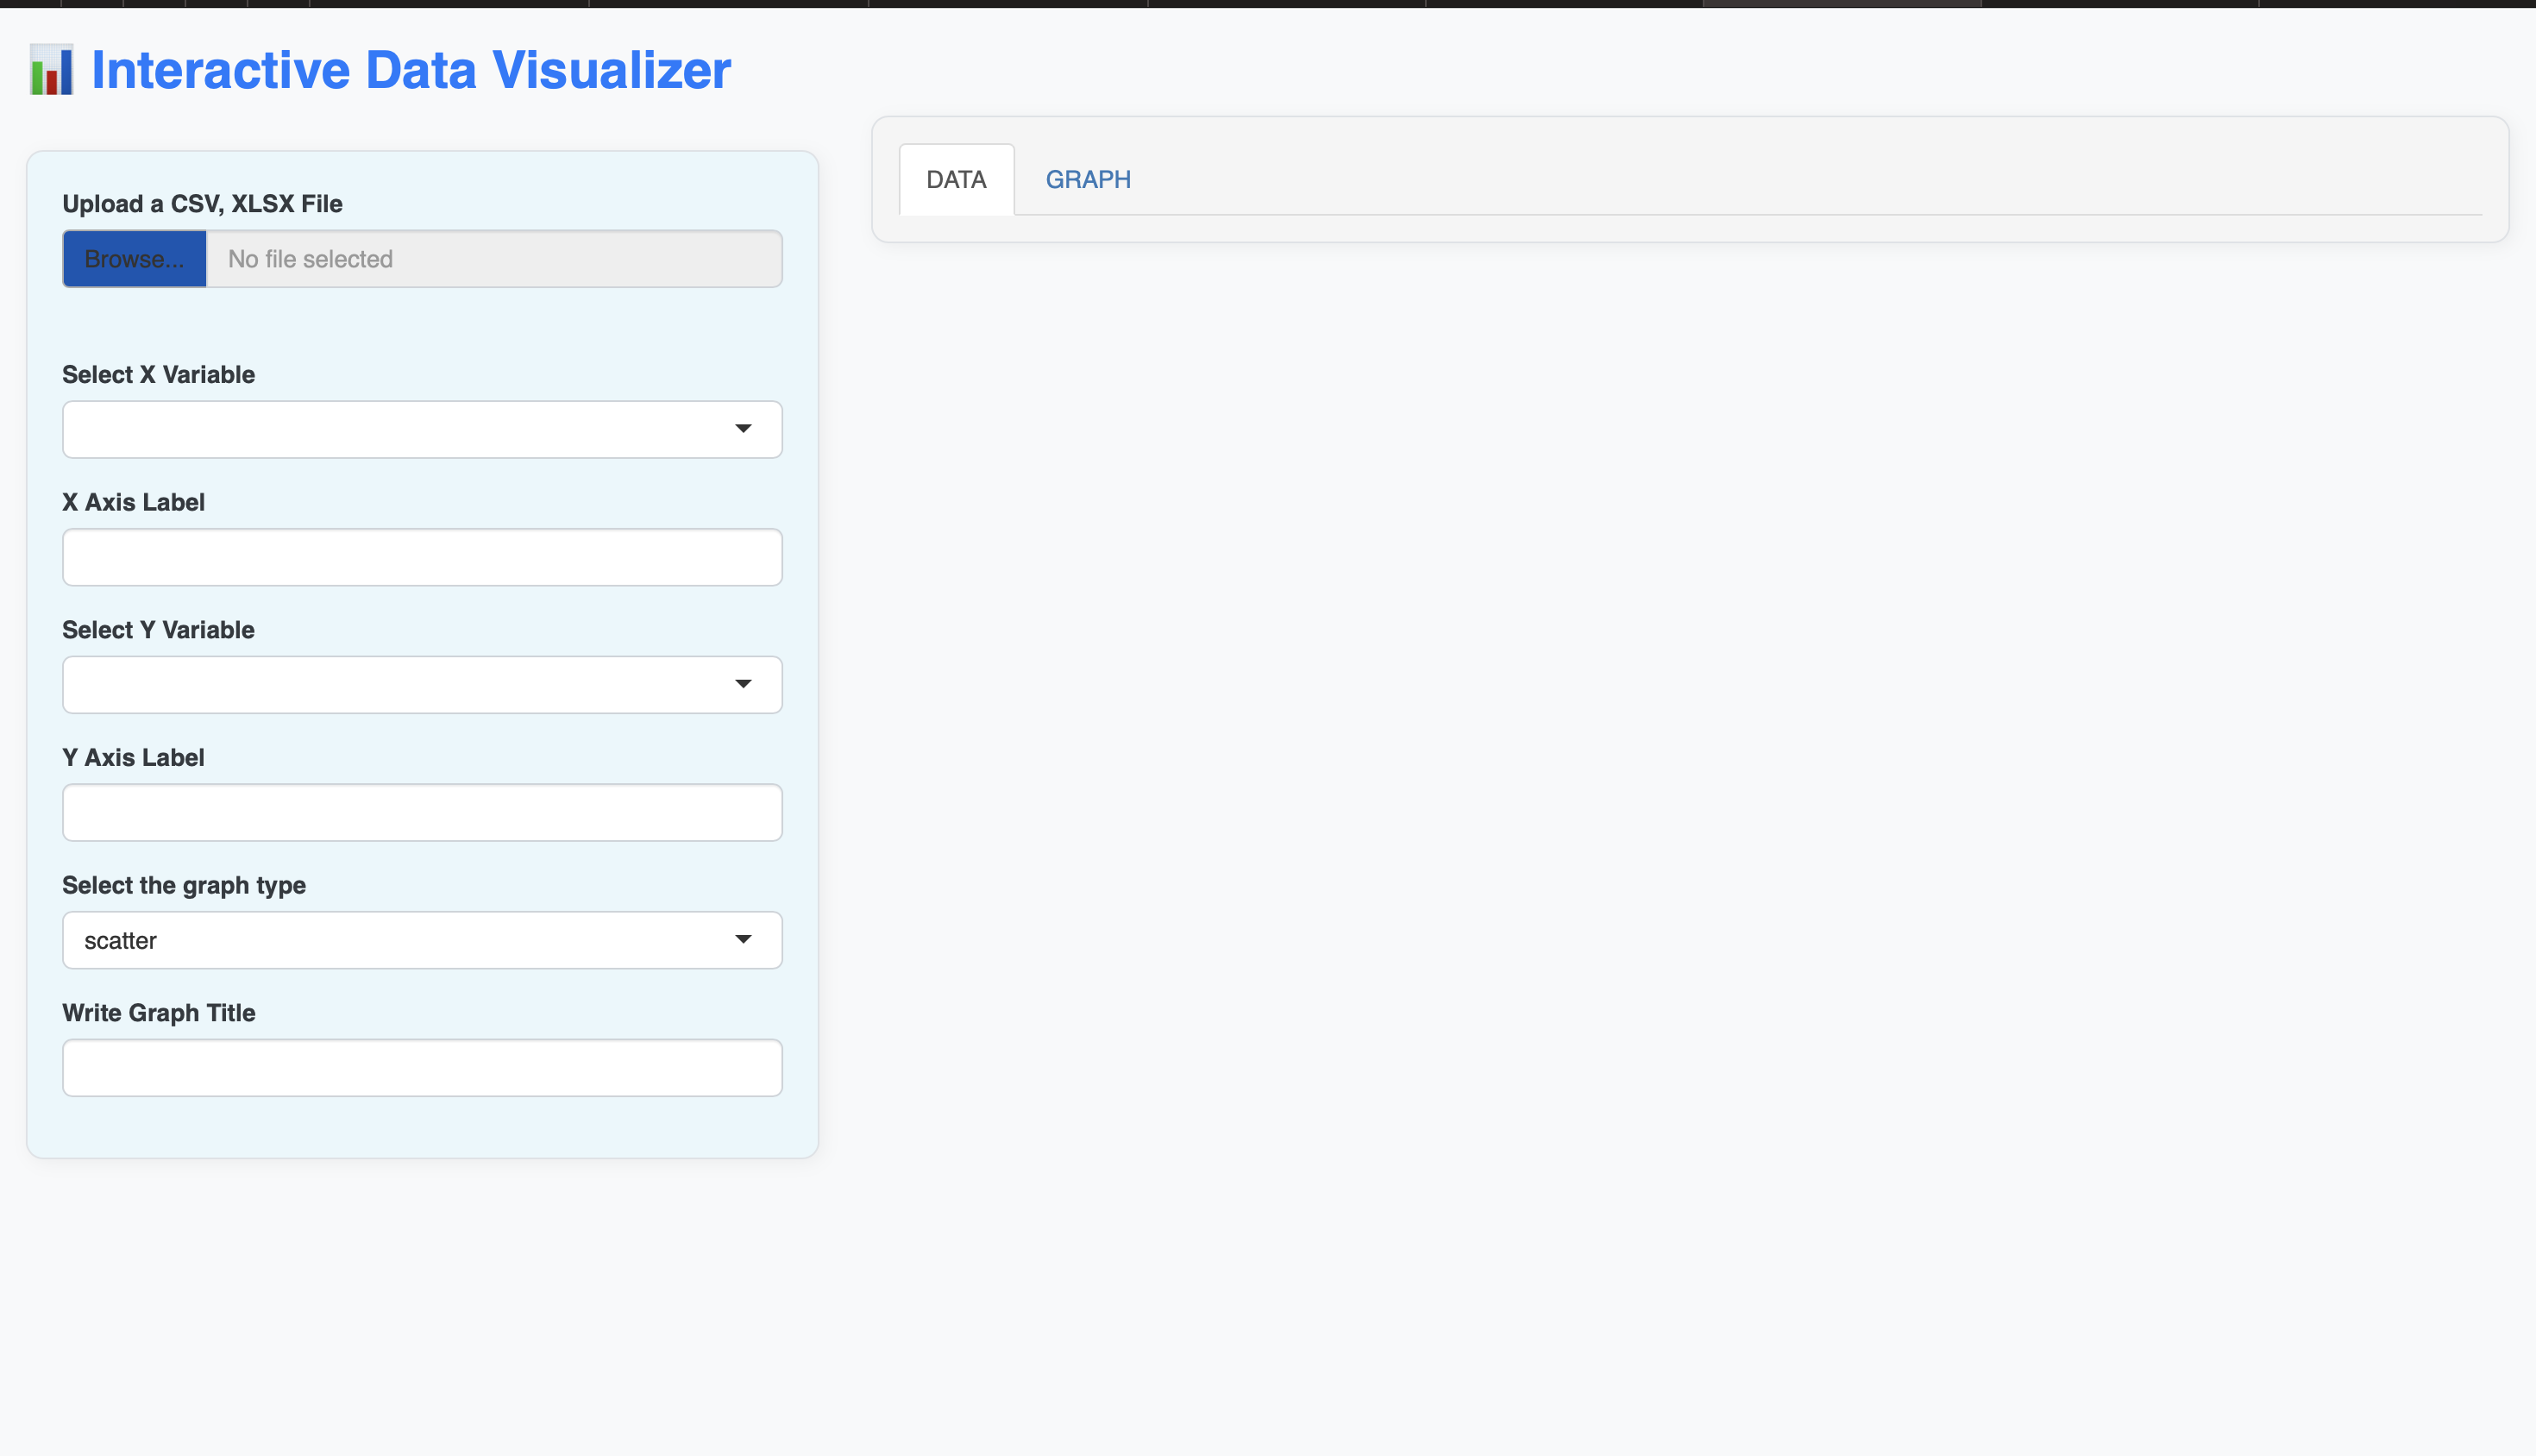 Interactive Data Visualizer
Upload a CSV, XLSX File
Browse... No file selected
Select X Variable
X Axis Label
Select Y Variable
Y Axis Label
Select the graph type
scatter
Write Graph Title
DATA GRAPH